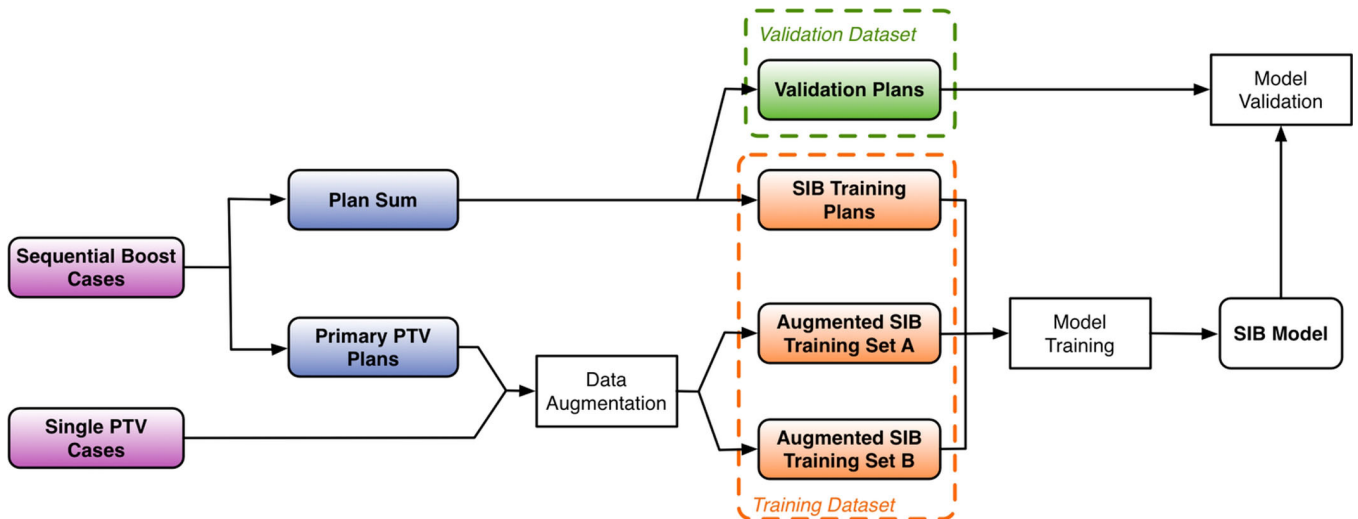 Validation Dataset
Validation Plans
Model
Validation
Plan Sum
SIB Training
Plans
Sequential Boost
Cases
Primary PTV
Plans
Augmented SIB
Training Set A
Model
Training
SIB Model
Data
Augmentation
Single PTV
Cases
Augmented SIB
Training Set B
Training Dataset